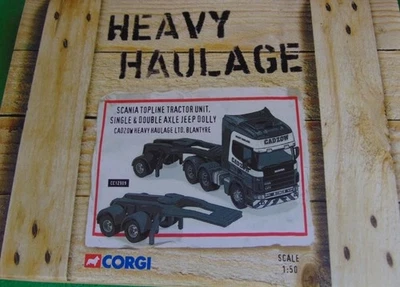 HEAVY
HAULAGE
SCANIA TOPLINE TRACTOR UNIT.
SINGLE & DOUBLE AXLE JEEP DOLLY
CADZOW HEAVY HAULAGE LTD. BLANTYRE
CADZOW
CORGI
SCALE
1:50